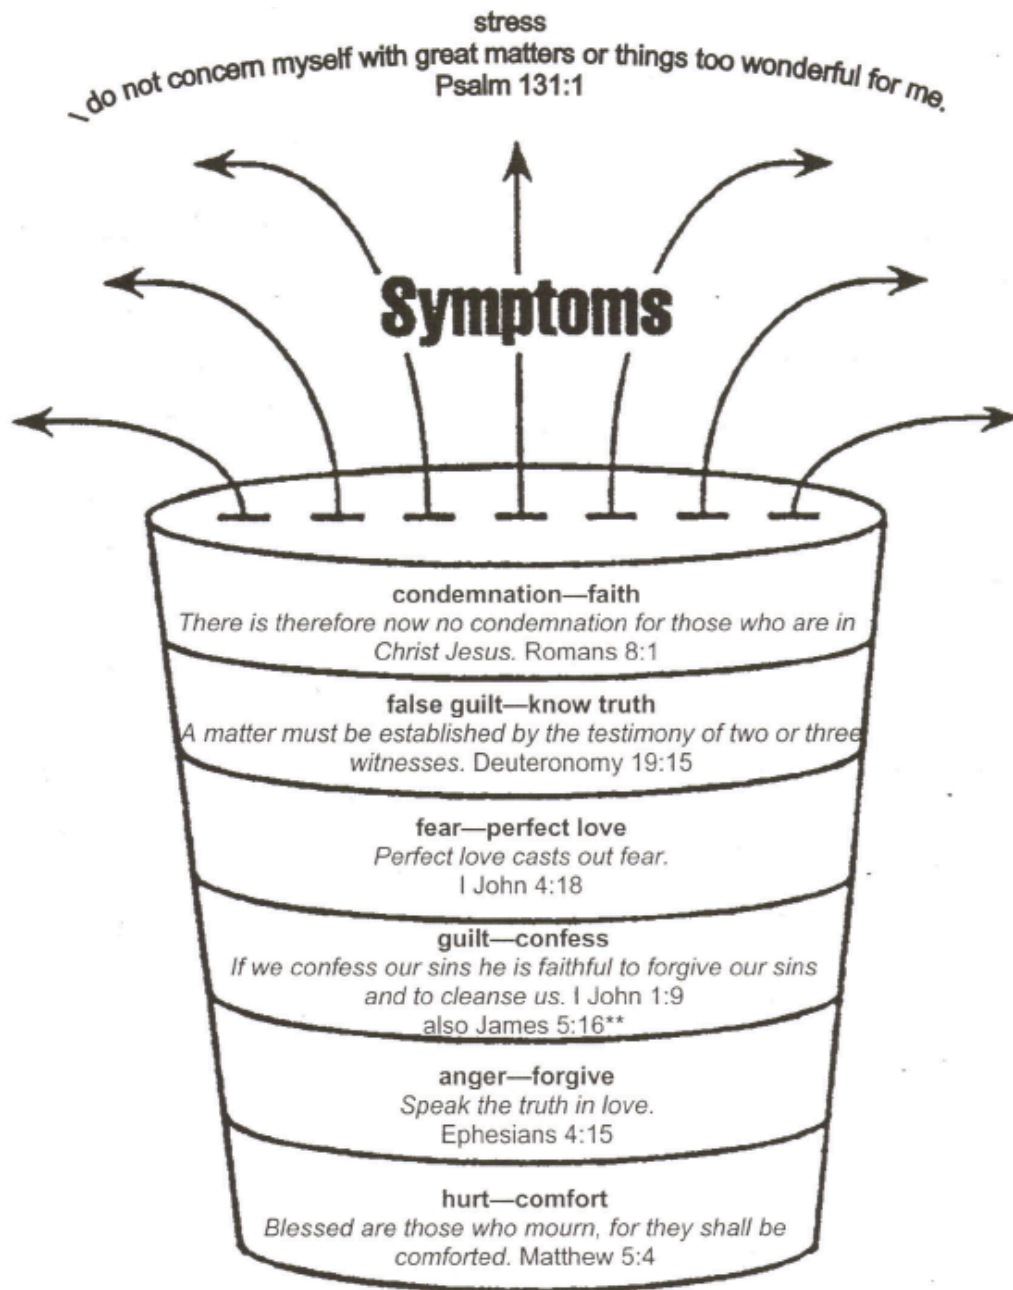 stress
I do not concern myself with great matters or things too wonderful for me.
Psalm 131:1
Symptoms
condemnation—faith
There is therefore now no condemnation for those who are in
Christ Jesus. Romans 8:1
false guilt—know truth
A matter must be established by the testimony of two or three
witnesses. Deuteronomy 19:15
fear—perfect love
Perfect love casts out fear.
I John 4:18
guilt—confess
If we confess our sins he is faithful to forgive our sins
and to cleanse us. I John 1:9
also James 5:16**
anger—forgive
Speak the truth in love.
Ephesians 4:15
hurt—comfort
Blessed are those who mourn, for they shall be
comforted. Matthew 5:4